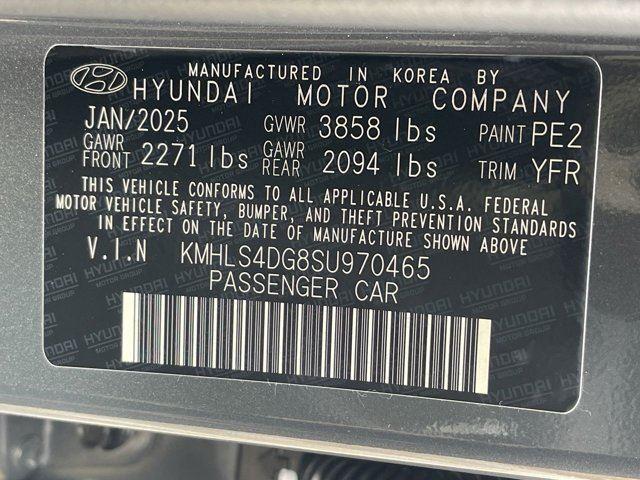 MANUFACTURED IN KOREA BY
HYUNDAI MOTOR COMPANY
JAN/2025 GVWR 3858 lbs PAINT PE2
GAWR FRONT 2271 lbs GAWR REAR 2094 lbs TRIM YFR
THIS VEHICLE CONFORMS TO ALL APPLICABLE U.S.A. FEDERAL
MOTOR VEHICLE SAFETY, BUMPER, AND THEFT PREVENTION STANDARDS
IN EFFECT ON THE DATE OF MANUFACTURE SHOWN ABOVE
V.I.N KMHLS4DG8SU970465
PASSENGER CAR